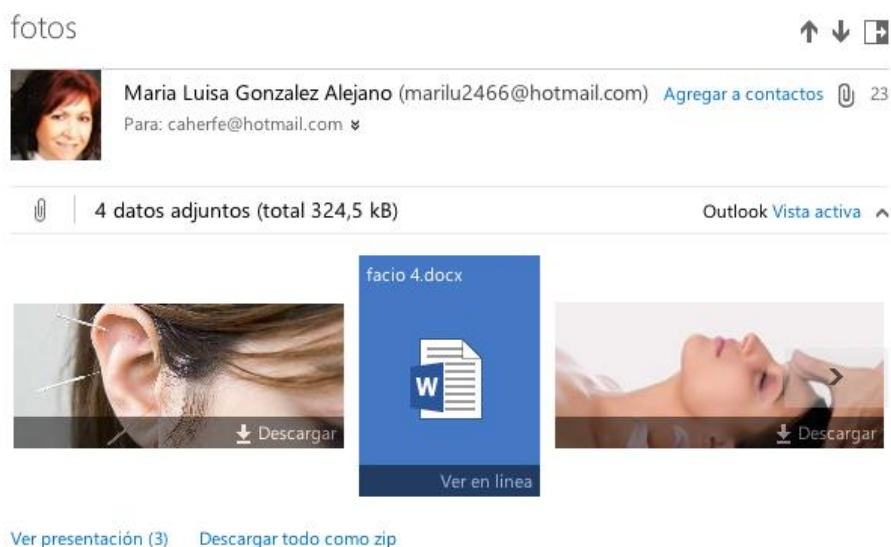 fotos
Maria Luisa Gonzalez Alejano (marilu2466@hotmail.com) Agregar a contactos 23
Para: caherfe@hotmail.com
4 datos adjuntos (total 324,5 kB) Outlook Vista activa
facio 4.docx
W
Descargar
Descargar
Ver en línea
Ver presentación (3) Descargar todo como zip